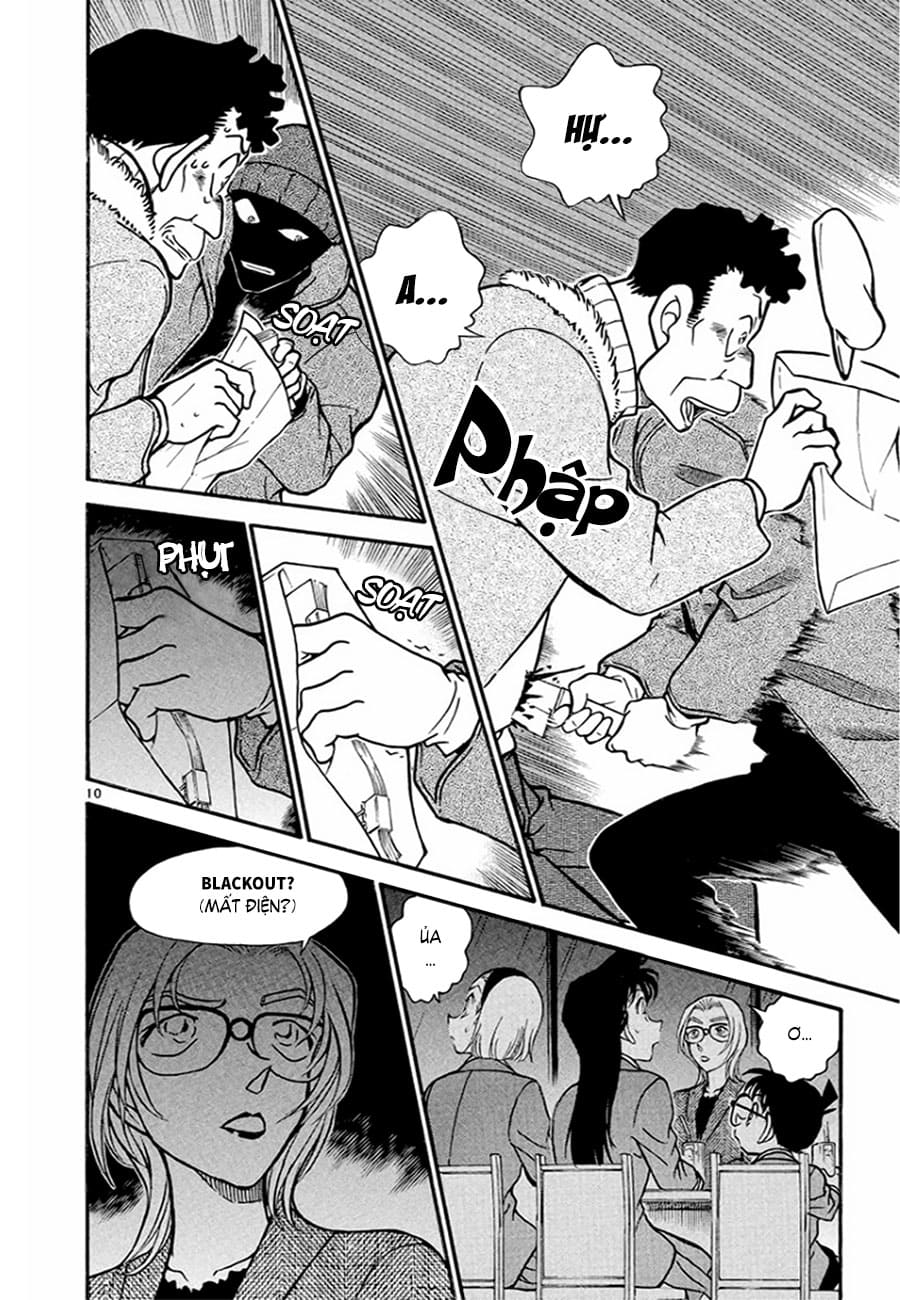 HỰ...
A...
PHẬP
SOẠT
SOẠT
PHỤT
10
ỦA
...
Ơ...
BLACKOUT?
(MẤT ĐIỆN?)